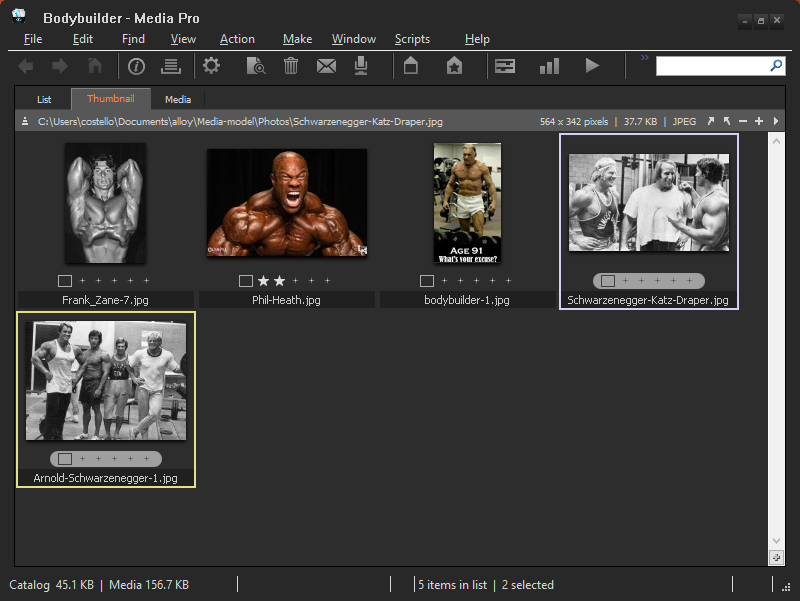 Bodybuilder - Media Pro
File Edit Find View Action Make Window Scripts Help
List Thumbnail Media
C:\Users\costello\Documents\alloy\Media-model\Photos\Schwarzenegger-Katz-Draper.jpg 564 x 342 pixels | 37.7 KB | JPEG
AGE 91
What's your excuse?
Frank_Zane-7.jpg Phil-Heath.jpg bodybuilder-1.jpg Schwarzenegger-Katz-Draper.jpg
Arnold-Schwarzenegger-1.jpg
Catalog 45.1 KB | Media 156.7 KB 5 items in list | 2 selected